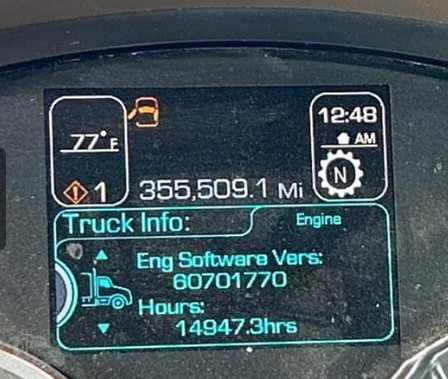 12:48
77°F
AM
N
1
355,509.1 Mi
Truck Info:
Engine
Eng Software Vers:
60701770
Hours:
14947.3hrs